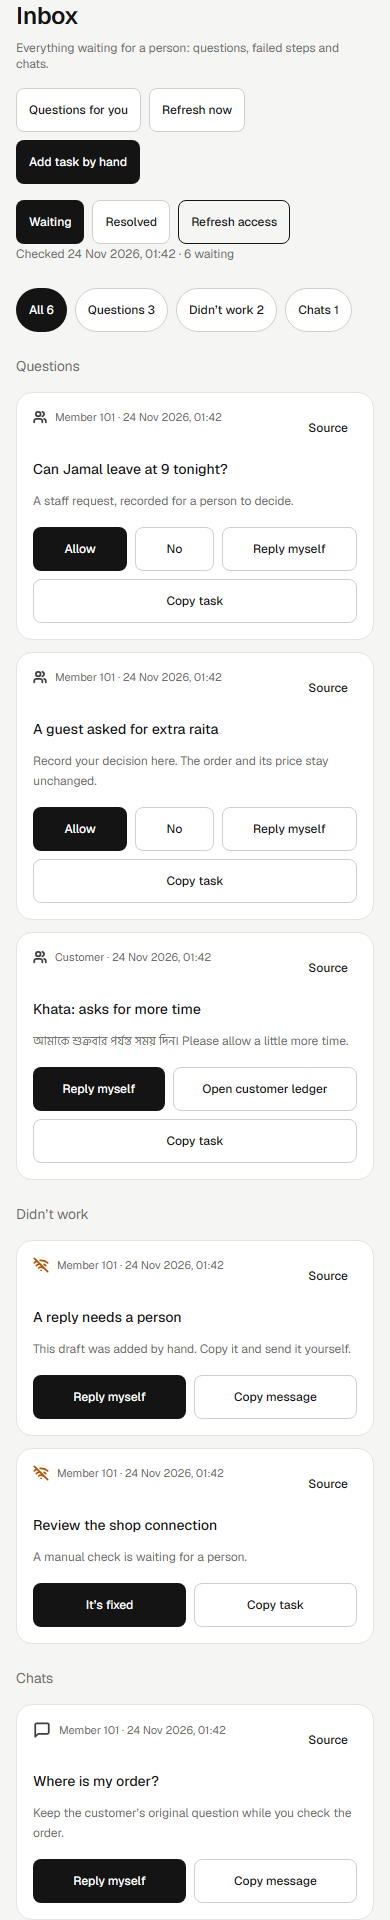 Inbox
Everything waiting for a person: questions, failed steps and
chats.
Questions for you
Refresh now
Add task by hand
Waiting
Resolved
Refresh access
Checked 24 Nov 2026, 01:42 · 6 waiting
All 6
Questions 3
Didn't work 2
Chats 1
Questions
Member 101 · 24 Nov 2026, 01:42
Source
Can Jamal leave at 9 tonight?
A staff request, recorded for a person to decide.
Allow
No
Reply myself
Copy task
Member 101 · 24 Nov 2026, 01:42
Source
A guest asked for extra raita
Record your decision here. The order and its price stay
unchanged.
Allow
No
Reply myself
Copy task
Customer · 24 Nov 2026, 01:42
Source
Khata: asks for more time
আমাকে শুক্রবার পর্যন্ত সময় দিন। Please allow a little more time.
Reply myself
Open customer ledger
Copy task
Didn't work
Member 101 · 24 Nov 2026, 01:42
Source
A reply needs a person
This draft was added by hand. Copy it and send it yourself.
Reply myself
Copy message
Member 101 · 24 Nov 2026, 01:42
Source
Review the shop connection
A manual check is waiting for a person.
It's fixed
Copy task
Chats
Member 101 · 24 Nov 2026, 01:42
Source
Where is my order?
Keep the customer's original question while you check the
order.
Reply myself
Copy message